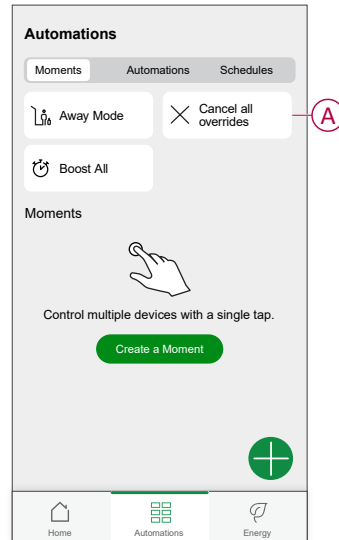 Automations
Moments Automations Schedules
Away Mode
Cancel all
overrides
A
Boost All
Moments
Control multiple devices with a single tap.
Create a Moment
Home Automations Energy